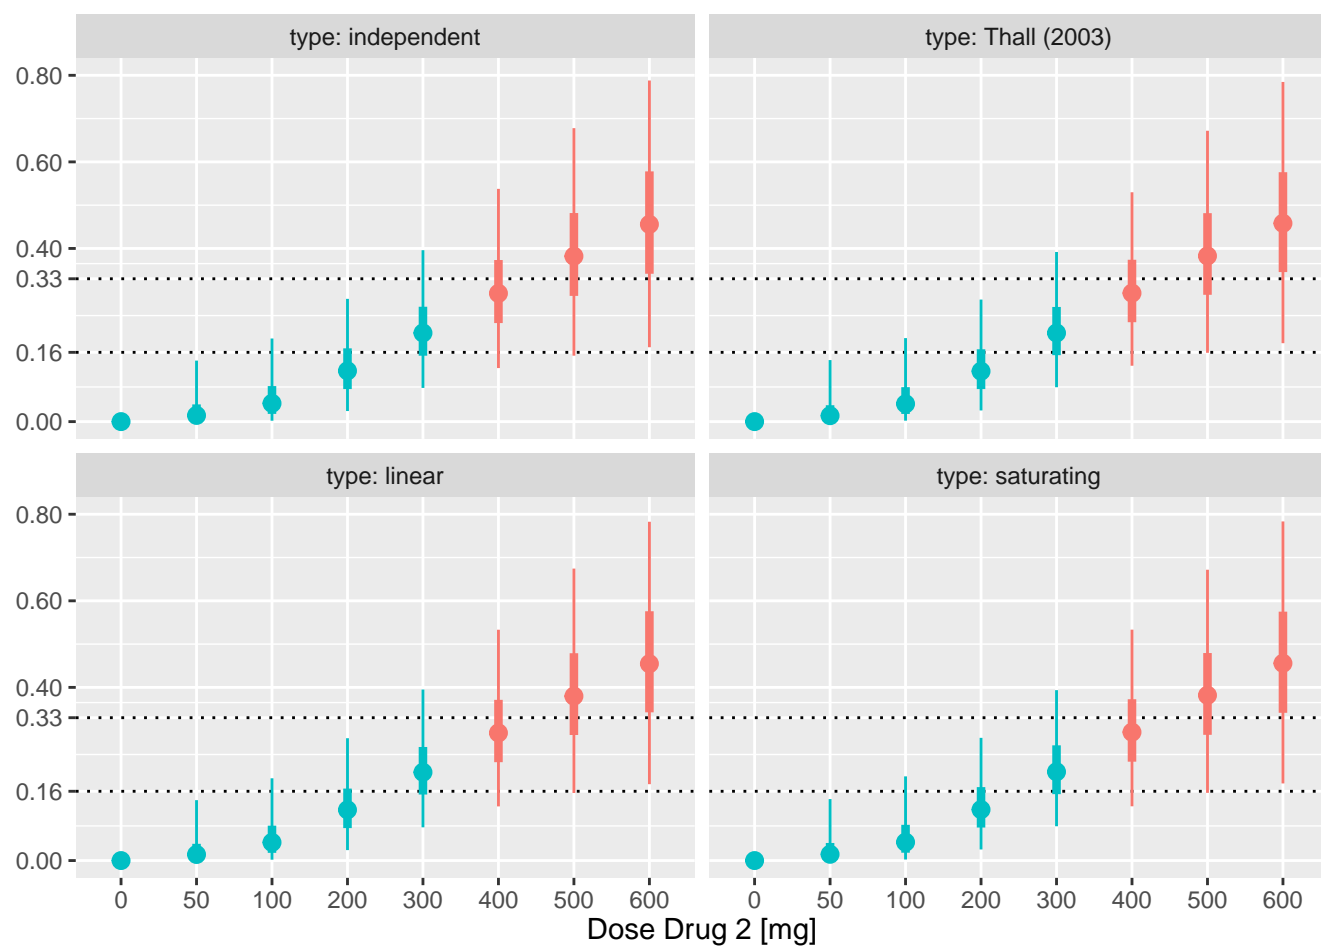 type: independent
type: Thall (2003)
0.80
0.60
0.40
0.33
0.16
0.00
type: linear
type: saturating
0.80
0.60
0.40
0.33
0.16
0.00
0 50 100 200 300 400 500 600
0 50 100 200 300 400 500 600
Dose Drug 2 [mg]